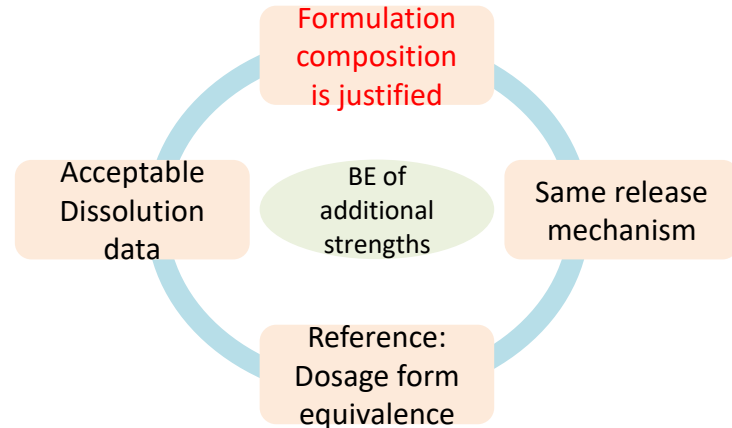 Formulation
composition
is justified
Acceptable
Dissolution
data
BE of
additional
strengths
Same release
mechanism
Reference:
Dosage form
equivalence